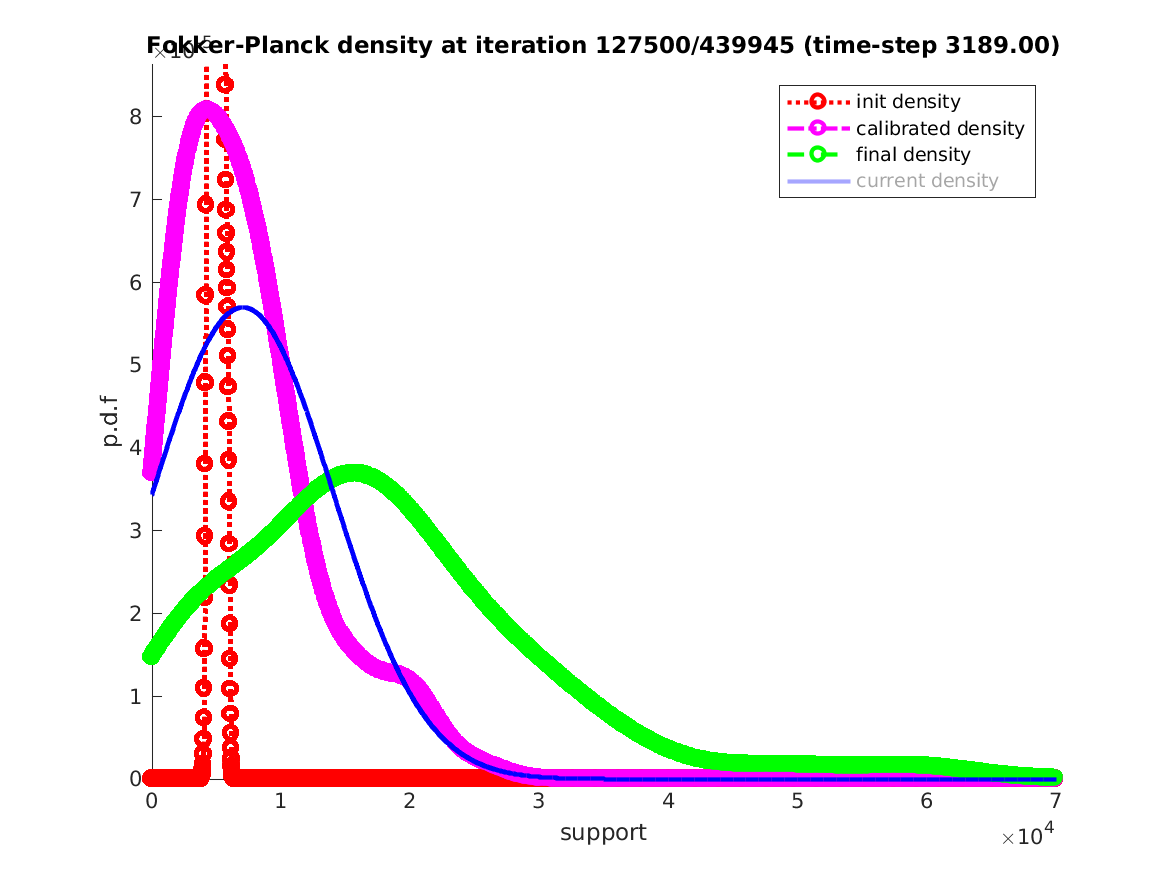 Fokker-Planck density at iteration 127500/439945 (time-step 3189.00)
×10
init density
calibrated density
final density
current density
8
7
6
5
4
3
2
1
0
p.d.f
0 1 2 3 4 5 6 7
support
×10⁴